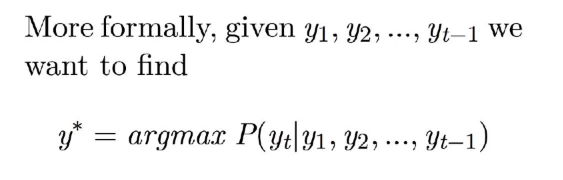 More formally, given y₁, y₂, ..., yₜ₋₁ we
want to find
y* = argmax P(yₜ|y₁, y₂, ..., yₜ₋₁)